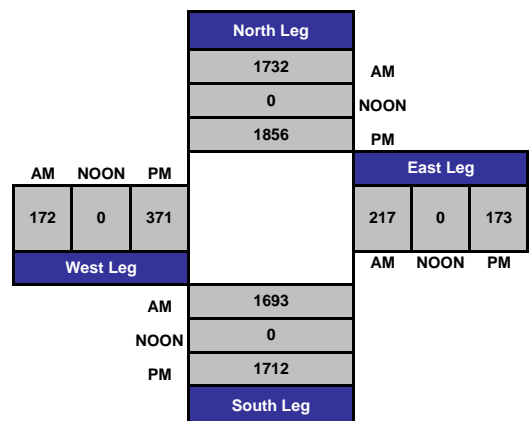 North Leg
1732 AM
0 NOON
1856 PM
AM NOON PM
East Leg
172 0 371
217 0 173
West Leg
AM NOON PM
AM 1693
NOON 0
PM 1712
South Leg